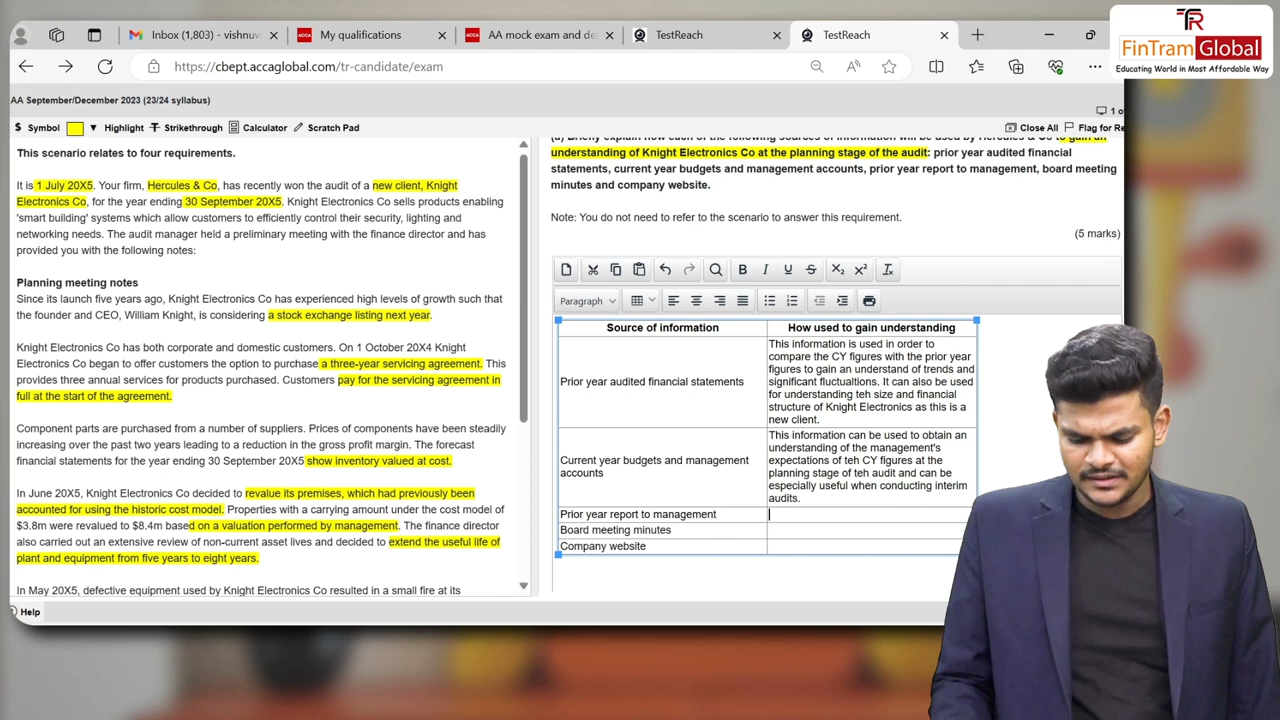 Inbox (1,803) - vishnuv
My qualifications
AA mock exam and de
TestReach
TestReach
FinTram Global
Educating World in Most Affordable Way
https://cbept.accaglobal.com/tr-candidate/exam
AA September/December 2023 (23/24 syllabus)
Symbol
Highlight
Strikethrough
Calculator
Scratch Pad
Close All
Flag for Re
This scenario relates to four requirements.
It is 1 July 20X5. Your firm, Hercules & Co, has recently won the audit of a new client, Knight
Electronics Co, for the year ending 30 September 20X5. Knight Electronics Co sells products enabling
'smart building' systems which allow customers to efficiently control their security, lighting and
networking needs. The audit manager held a preliminary meeting with the finance director and has
provided you with the following notes:
Planning meeting notes
Since its launch five years ago, Knight Electronics Co has experienced high levels of growth such that
the founder and CEO, William Knight, is considering a stock exchange listing next year.
Knight Electronics Co has both corporate and domestic customers. On 1 October 20X4 Knight
Electronics Co began to offer customers the option to purchase a three-year servicing agreement. This
provides three annual services for products purchased. Customers pay for the servicing agreement in
full at the start of the agreement.
Component parts are purchased from a number of suppliers. Prices of components have been steadily
increasing over the past two years leading to a reduction in the gross profit margin. The forecast
financial statements for the year ending 30 September 20X5 show inventory valued at cost.
In June 20X5, Knight Electronics Co decided to revalue its premises, which had previously been
accounted for using the historic cost model. Properties with a carrying amount under the cost model of
$3.8m were revalued to $8.4m based on a valuation performed by management. The finance director
also carried out an extensive review of non-current asset lives and decided to extend the useful life of
plant and equipment from five years to eight years.
In May 20X5, defective equipment used by Knight Electronics Co resulted in a small fire at its
Help
(a) Briefly explain how each of the following sources of information will be used by Hercules & Co to gain an
understanding of Knight Electronics Co at the planning stage of the audit: prior year audited financial
statements, current year budgets and management accounts, prior year report to management, board meeting
minutes and company website.
Note: You do not need to refer to the scenario to answer this requirement.
(5 marks)
Paragraph
Source of information
How used to gain understanding
Prior year audited financial statements
This information is used in order to
compare the CY figures with the prior year
figures to gain an understand of trends and
significant fluctualtions. It can also be used
for understanding teh size and financial
structure of Knight Electronics as this is a
new client.
Current year budgets and management
accounts
This information can be used to obtain an
understanding of the management's
expectations of teh CY figures at the
planning stage of teh audit and can be
especially useful when conducting interim
audits.
Prior year report to management
Board meeting minutes
Company website